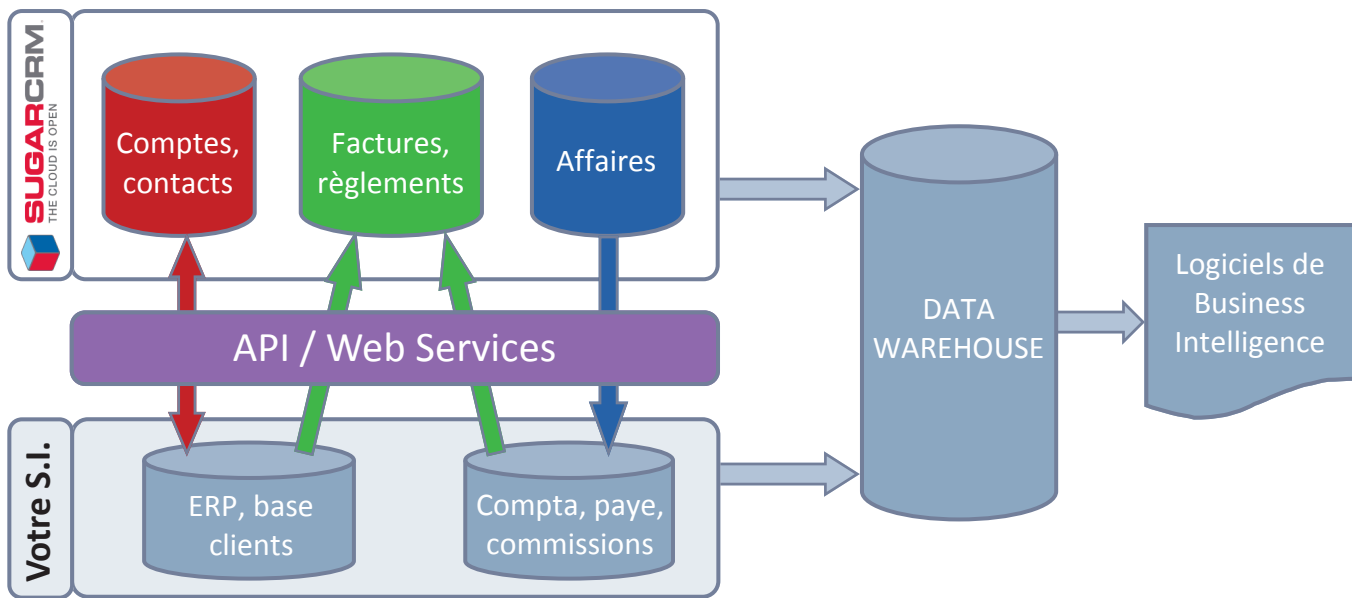 SUGARCRM
THE CLOUD IS OPEN
Comptes,
contacts
Factures,
règlements
Affaires
API / Web Services
Votre S.I.
ERP, base
clients
Compta, paye,
commissions
DATA
WAREHOUSE
Logiciels de
Business
Intelligence